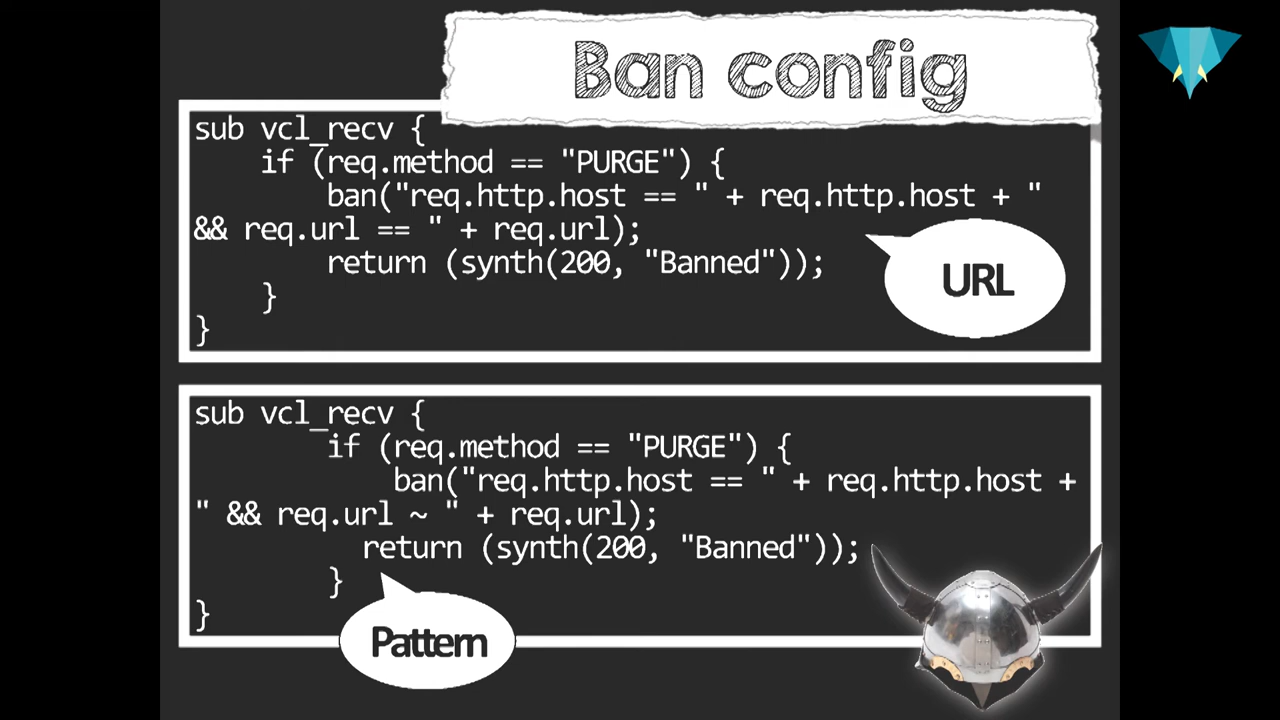 Ban config
sub vcl_recv {
    if (req.method == "PURGE") {
        ban("req.http.host == " + req.http.host + "
&& req.url == " + req.url);
        return (synth(200, "Banned"));
    }
}
URL
sub vcl_recv {
        if (req.method == "PURGE") {
            ban("req.http.host == " + req.http.host +
" && req.url ~ " + req.url);
          return (synth(200, "Banned"));
        }
}
Pattern